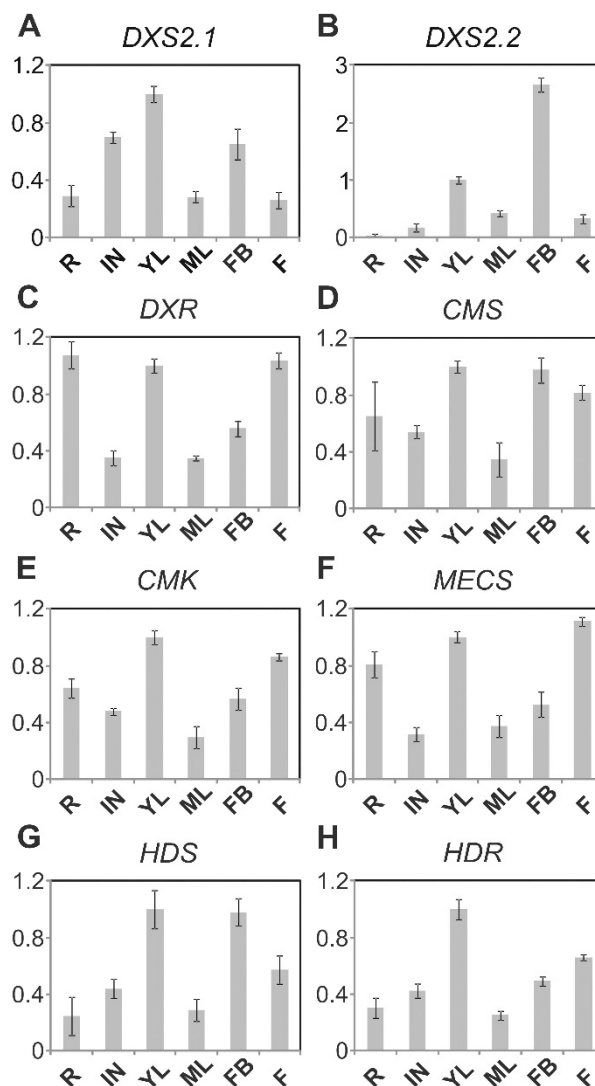 A DXS2.1
1.2
0.8
0.4
0
R IN YL ML FB F
B DXS2.2
3
2
1
0
R IN YL ML FB F
C DXR
1.2
0.8
0.4
0
R IN YL ML FB F
D CMS
1.2
0.8
0.4
0
R IN YL ML FB F
E CMK
1.2
0.8
0.4
0
R IN YL ML FB F
F MECS
1.2
0.8
0.4
0
R IN YL ML FB F
G HDS
1.2
0.8
0.4
0
R IN YL ML FB F
H HDR
1.2
0.8
0.4
0
R IN YL ML FB F